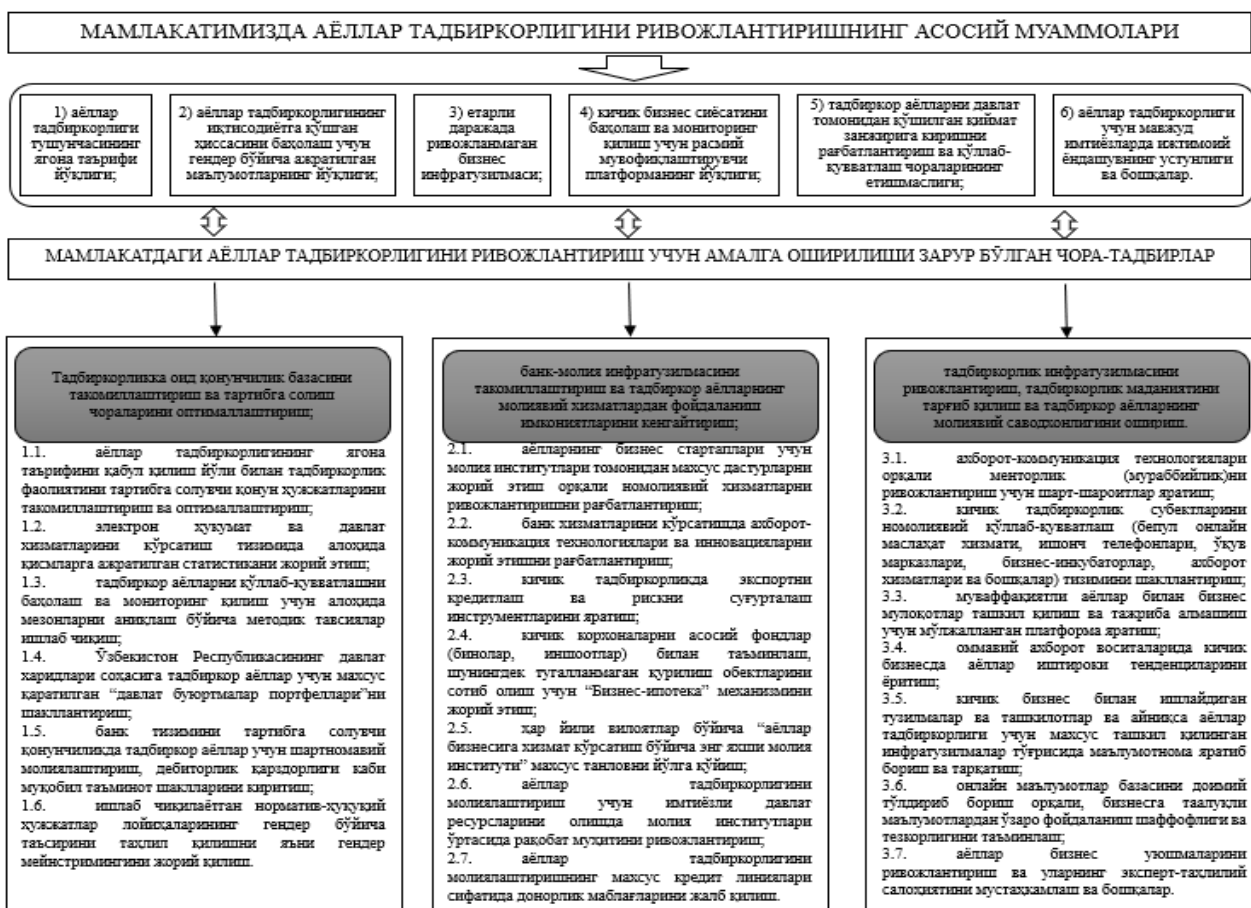 МАМЛАКАТИМИЗДА АЁЛЛАР ТАДБИРКОРЛИГИНИ РИВОЖЛАНТИРИШНИНГ АСОСИЙ МУАММОЛАРИ
1) аёллар
тадбиркорлиги
тушунчасининг
ягона таърифи
йўқлиги;
2) аёллар тадбиркорлигининг
иқтисодиётга қўшган
ҳиссасини баҳолаш учун
гендер бўйича ажратилган
маълумотларнинг йўқлиги;
3) етарли
даражада
ривожланмаган
бизнес
инфратузилмаси;
4) кичик бизнес сиёсатини
баҳолаш ва мониторинг
қилиш учун расмий
мувофиқлаштирувчи
платформанинг йўқлиги;
5) тадбиркор аёлларни давлат
томонидан қўшилган қиймат
занжирига киришни
рағбатлантириш ва қўллаб-
қувватлаш чораларининг
етишмаслиги;
6) аёллар тадбиркорлиги
учун мавжуд
имтиёзларда ижтимоий
ёндашувнинг устунлиги
ва бошқалар.
МАМЛАКАТДАГИ АЁЛЛАР ТАДБИРКОРЛИГИНИ РИВОЖЛАНТИРИШ УЧУН АМАЛГА ОШИРИЛИШИ ЗАРУР БЎЛГАН ЧОРА-ТАДБИРЛАР
Тадбиркорликка оид қонунчилик базасини
такомиллаштириш ва тартибга солиш
чораларини оптималлаштириш;
1.1. аёллар тадбиркорлигининг ягона
таърифини қабул қилиш йўли билан тадбиркорлик
фаолиятини тартибга солувчи қонун ҳужжатларини
такомиллаштириш ва оптималлаштириш;
1.2. электрон ҳукумат ва давлат
хизматларини кўрсатиш тизимида алоҳида
қисмларга ажратилган статистикани жорий этиш;
1.3. тадбиркор аёлларни қўллаб-қувватлашни
баҳолаш ва мониторинг қилиш учун алоҳида
мезонларни аниқлаш бўйича методик тавсиялар
ишлаб чиқиш;
1.4. Ўзбекистон Республикасининг давлат
харидлари соҳасига тадбиркор аёллар учун махсус
қаратилган “давлат буюртмалар портфеллари”ни
шакллантириш;
1.5. банк тизимини тартибга солувчи
қонунчиликда тадбиркор аёллар учун шартномавий
молиялаштириш, дебиторлик қарздорлиги каби
муқобил таъминот шаклларини киритиш;
1.6. ишлаб чиқилаётган норматив-ҳуқуқий
ҳужжатлар лойиҳаларининг гендер бўйича
таъсирини таҳлил қилишни яъни гендер
мейнстримингини жорий қилиш.
банк-молия инфратузилмасини
такомиллаштириш ва тадбиркор аёлларнинг
молиявий хизматлардан фойдаланиш
имкониятларини кенгайтириш;
2.1. аёлларнинг бизнес стартаплари учун
молия институтлари томонидан махсус дастурларни
жорий этиш орқали номолиявий хизматларни
ривожлантиришни рағбатлантириш;
2.2. банк хизматларини кўрсатишда ахборот-
коммуникация технологиялари ва инновацияларни
жорий этишни рағбатлантириш;
2.3. кичик тадбиркорликда экспортни
кредитлаш ва рискни суғурталаш
инструментларини яратиш;
2.4. кичик корхоналарни асосий фондлар
(бинолар, иншоотлар) билан таъминлаш,
шунингдек тугалланмаган қурилиш обектларини
сотиб олиш учун “Бизнес-ипотека” механизмини
жорий этиш;
2.5. ҳар йили вилоятлар бўйича “аёллар
бизнесига хизмат кўрсатиш бўйича энг яхши молия
институти” махсус танловни йўлга қўйиш;
2.6. аёллар тадбиркорлигини
молиялаштириш учун имтиёзли давлат
ресурсларини олишда молия институтлари
ўртасида рақобат муҳитини ривожлантириш;
2.7. аёллар тадбиркорлигини
молиялаштиришнинг махсус кредит линиялари
сифатида донорлик маблағларини жалб қилиш.
тадбиркорлик инфратузилмасини
ривожлантириш, тадбиркорлик маданиятини
тарғиб қилиш ва тадбиркор аёлларнинг
молиявий саводхонлигини ошириш.
3.1. ахборот-коммуникация технологиялари
орқали менторлик (мураббийлик)ни
ривожлантириш учун шарт-шароитлар яратиш;
3.2. кичик тадбиркорлик субектларини
номолиявий қўллаб-қувватлаш (бепул онлайн
маслаҳат хизмати, ишонч телефонлари, ўқув
марказлари, бизнес-инкубаторлар, ахборот
хизматлари ва бошқалар) тизимини шакллантириш;
3.3. муваффақиятли аёллар билан бизнес
мулоқотлар ташкил қилиш ва тажриба алмашиш
учун мўлжалланган платформа яратиш;
3.4. оммавий ахборот воситаларида кичик
бизнесда аёллар иштироки тенденциларини
ёритиш;
3.5. кичик бизнес билан ишлайдиган
тузилмалар ва ташкилотлар ва айниқса аёллар
тадбиркорлиги учун махсус ташкил қилинган
инфратузилмалар тўғрисида маълумотнома яратиб
бориш ва тарқатиш;
3.6. онлайн маълумотлар базасини доимий
тўлдириб бориш орқали, бизнесга таалуқли
маълумотлардан ўзаро фойдаланиш шаффофлиги ва
тезкорлигини таъминлаш;
3.7. аёллар бизнес уюшмаларини
ривожлантириш ва уларнинг эксперт-таҳлилий
салоҳиятини мустаҳкамлаш ва бошқалар.